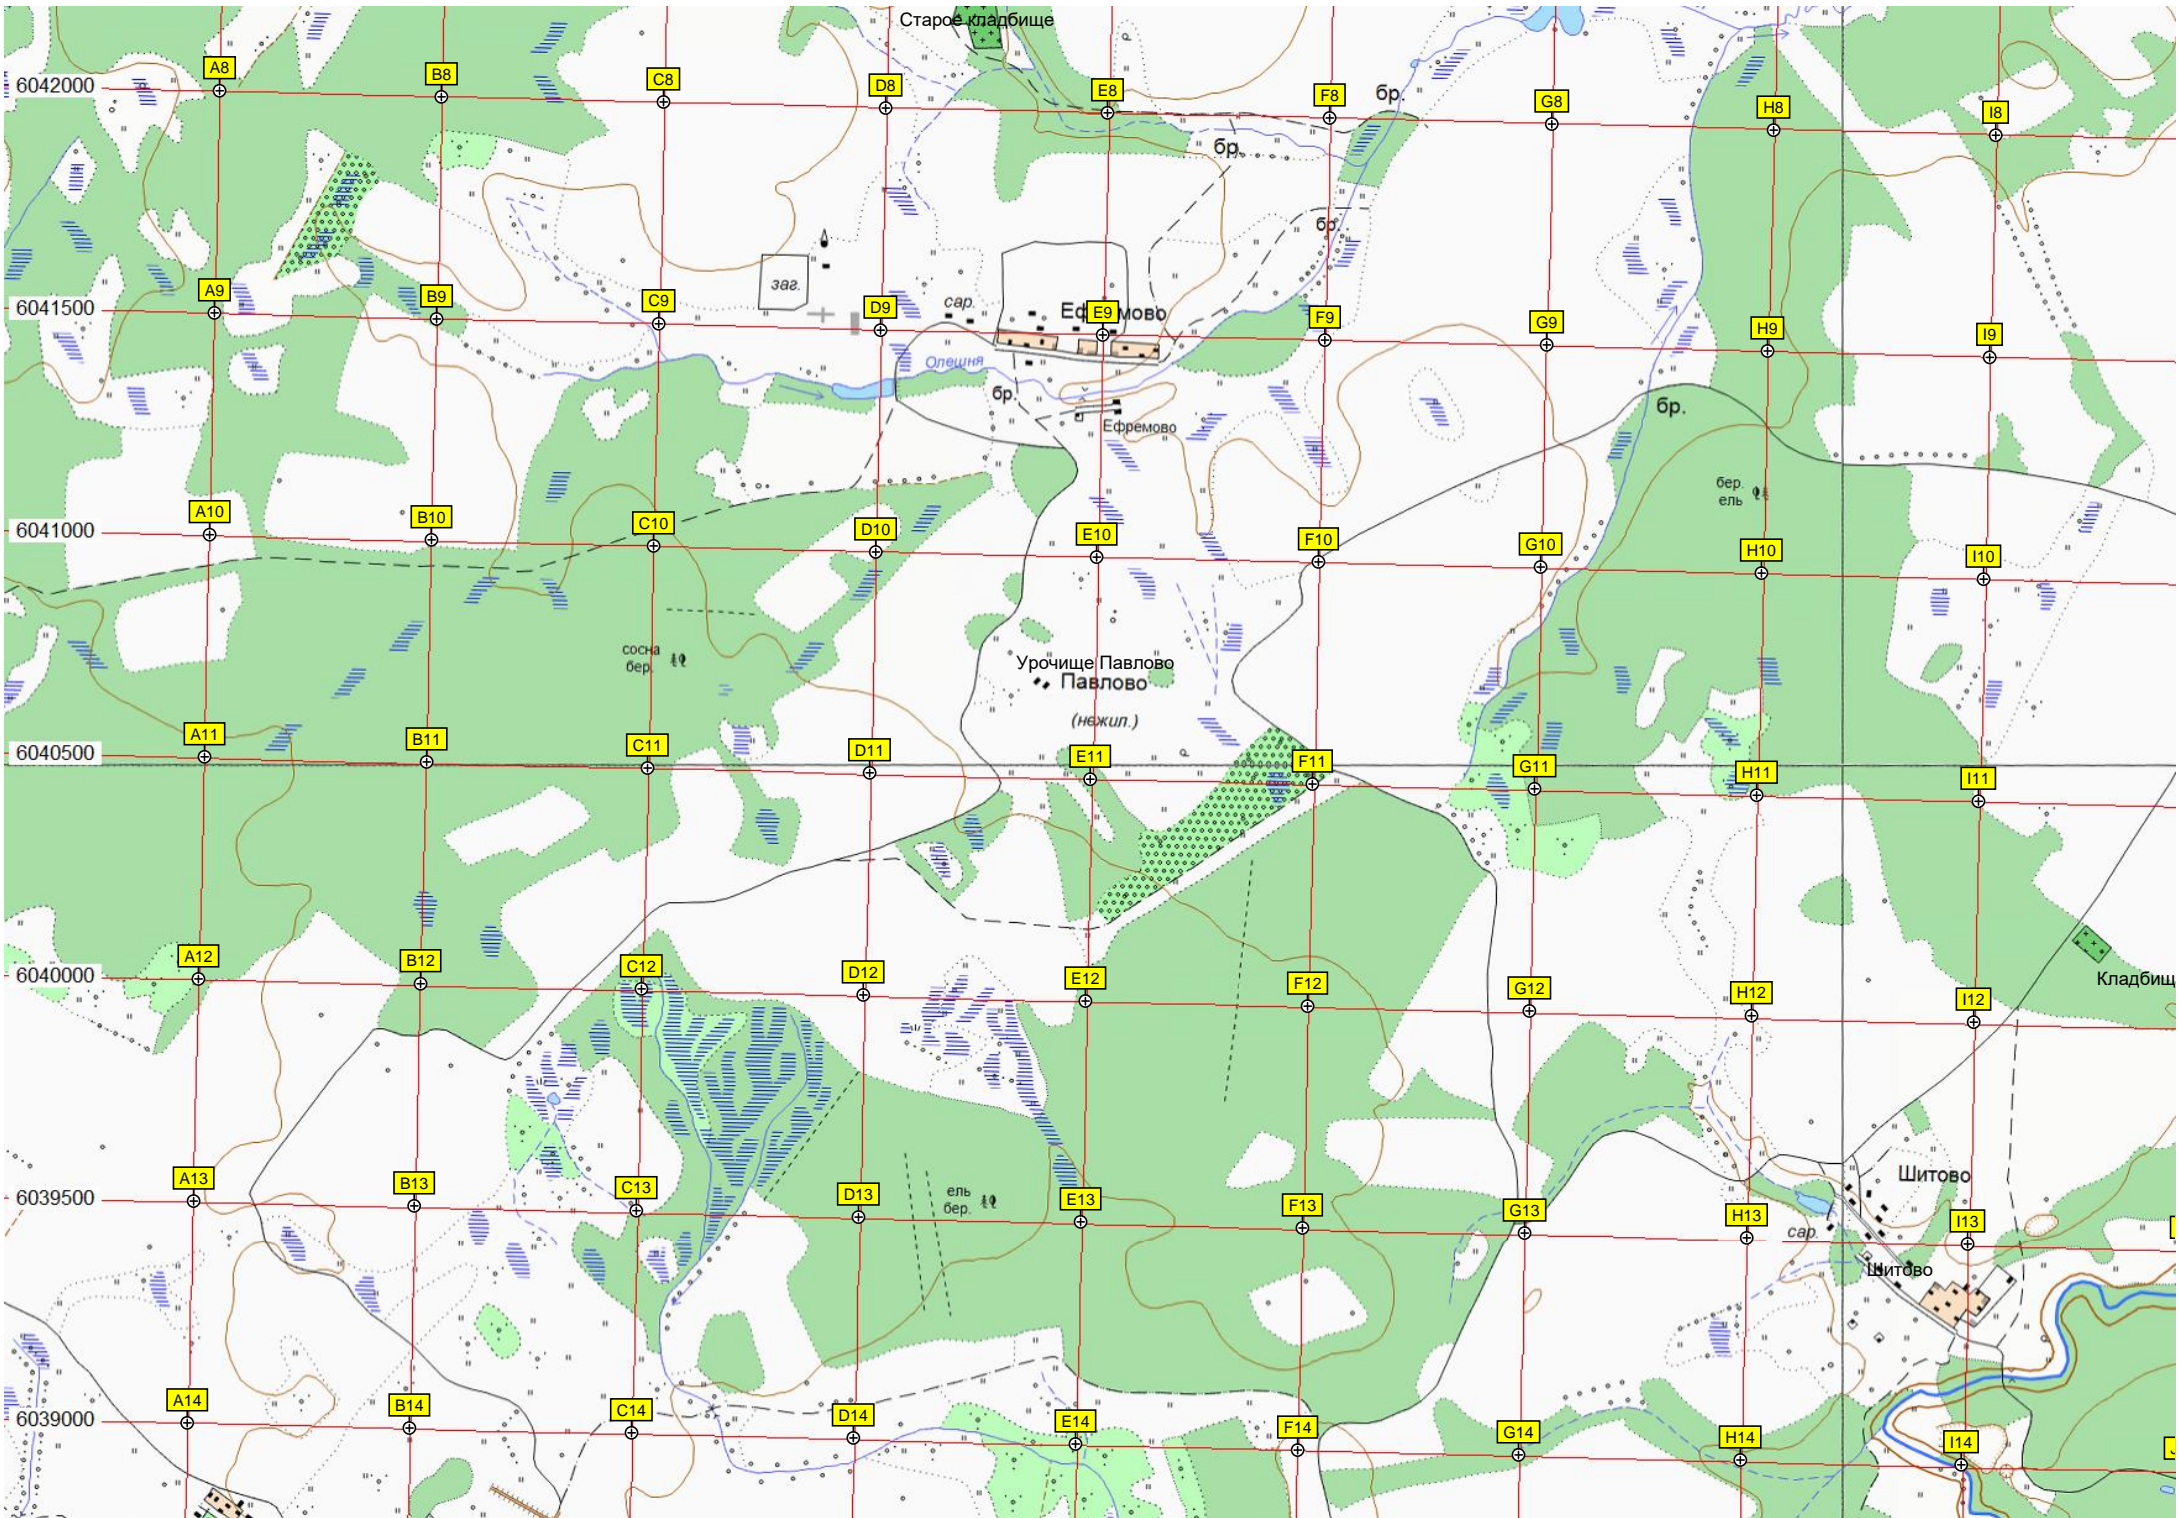 Старое кладбище
A8
B8
C8
D8
E8
F8
G8
H8
I8
6042000
бр.
бр.
бр.
заг.
сар.
Ефремово
A9
B9
C9
D9
E9
F9
G9
H9
I9
6041500
Олешня
бр.
бр.
Ефремово
бер.
ель
A10
B10
C10
D10
E10
F10
G10
H10
I10
6041000
сосна
бер.
Урочище Павлово
Павлово
(нежил.)
A11
B11
C11
D11
E11
F11
G11
H11
I11
6040500
A12
B12
C12
D12
E12
F12
G12
H12
I12
6040000
Кладбищ
Шитово
A13
B13
C13
D13
E13
F13
G13
H13
I13
6039500
ель
бер.
сар.
Шитово
A14
B14
C14
D14
E14
F14
G14
H14
I14
6039000